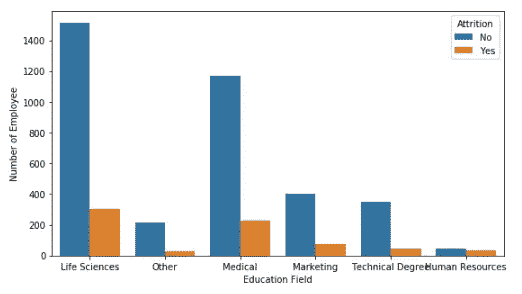 Attrition
No
Yes
1400
1200
1000
800
600
400
200
0
Number of Employee
Life Sciences Other Medical Marketing Technical Degree Human Resources
Education Field